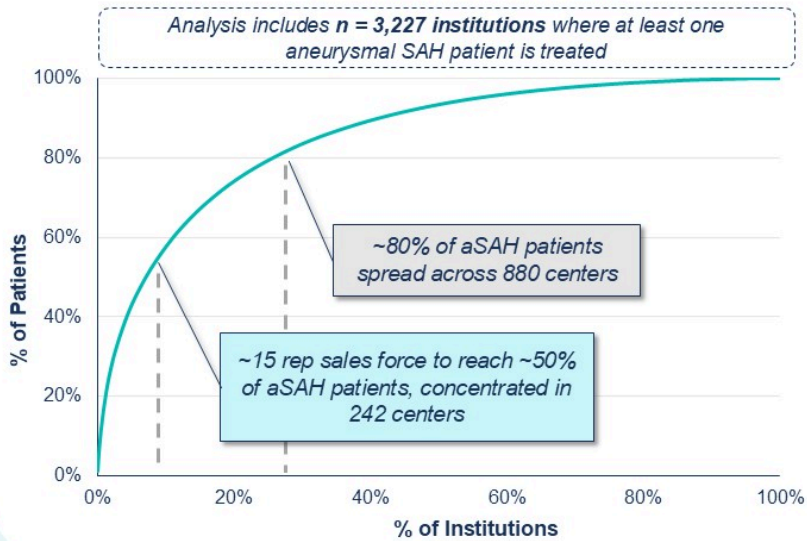 Analysis includes n = 3,227 institutions where at least one
aneurysmal SAH patient is treated
100%
80%
60%
40%
20%
0%
% of Patients
~80% of aSAH patients
spread across 880 centers
~15 rep sales force to reach ~50%
of aSAH patients, concentrated in
242 centers
0%
20%
40%
60%
80%
100%
% of Institutions